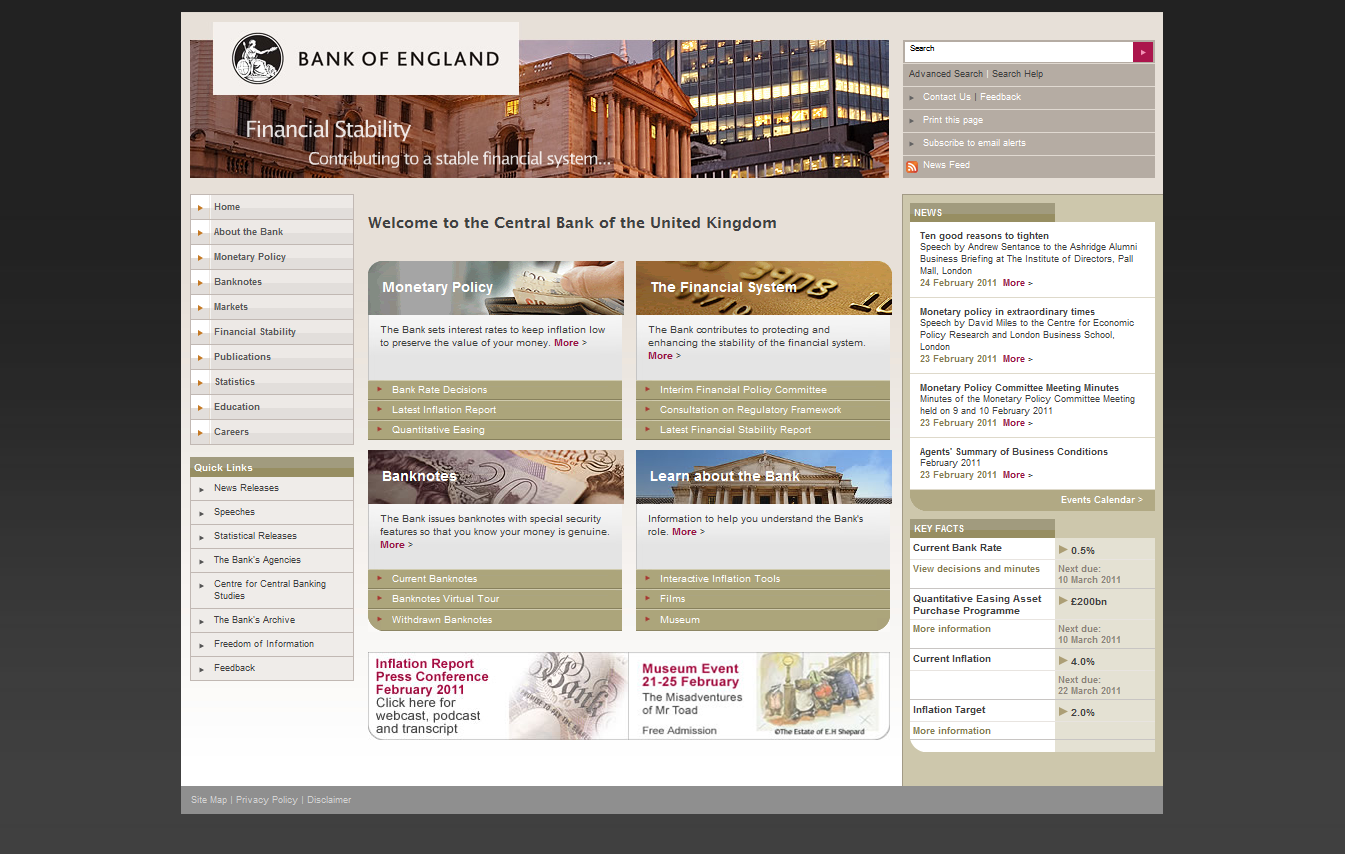 BANK OF ENGLAND
Financial Stability
Contributing to a stable financial system...
Search
Advanced Search | Search Help
Contact Us | Feedback
Print this page
Subscribe to email alerts
News Feed
Home
About the Bank
Monetary Policy
Banknotes
Markets
Financial Stability
Publications
Statistics
Education
Careers
Quick Links
News Releases
Speeches
Statistical Releases
The Bank's Agencies
Centre for Central Banking
Studies
The Bank's Archive
Freedom of Information
Feedback
Welcome to the Central Bank of the United Kingdom
Monetary Policy
The Bank sets interest rates to keep inflation low
to preserve the value of your money. More >
Bank Rate Decisions
Latest Inflation Report
Quantitative Easing
The Financial System
The Bank contributes to protecting and
enhancing the stability of the financial system.
More >
Interim Financial Policy Committee
Consultation on Regulatory Framework
Latest Financial Stability Report
Banknotes
The Bank issues banknotes with special security
features so that you know your money is genuine.
More >
Current Banknotes
Banknotes Virtual Tour
Withdrawn Banknotes
Learn about the Bank
Information to help you understand the Bank's
role. More >
Interactive Inflation Tools
Films
Museum
Inflation Report
Press Conference
February 2011
Click here for
webcast, podcast
and transcript
Museum Event
21-25 February
The Misadventures
of Mr Toad
Free Admission
©The Estate of E.H Shepard
NEWS
Ten good reasons to tighten
Speech by Andrew Sentance to the Ashridge Alumni
Business Briefing at The Institute of Directors, Pall
Mall, London
24 February 2011 More >
Monetary policy in extraordinary times
Speech by David Miles to the Centre for Economic
Policy Research and London Business School,
London
23 February 2011 More >
Monetary Policy Committee Meeting Minutes
Minutes of the Monetary Policy Committee Meeting
held on 9 and 10 February 2011
23 February 2011 More >
Agents' Summary of Business Conditions
February 2011
23 February 2011 More >
Events Calendar >
KEY FACTS
Current Bank Rate 0.5%
View decisions and minutes Next due:
10 March 2011
Quantitative Easing Asset
Purchase Programme £200bn
More information Next due:
10 March 2011
Current Inflation 4.0%
Next due:
22 March 2011
Inflation Target 2.0%
More information
Site Map | Privacy Policy | Disclaimer